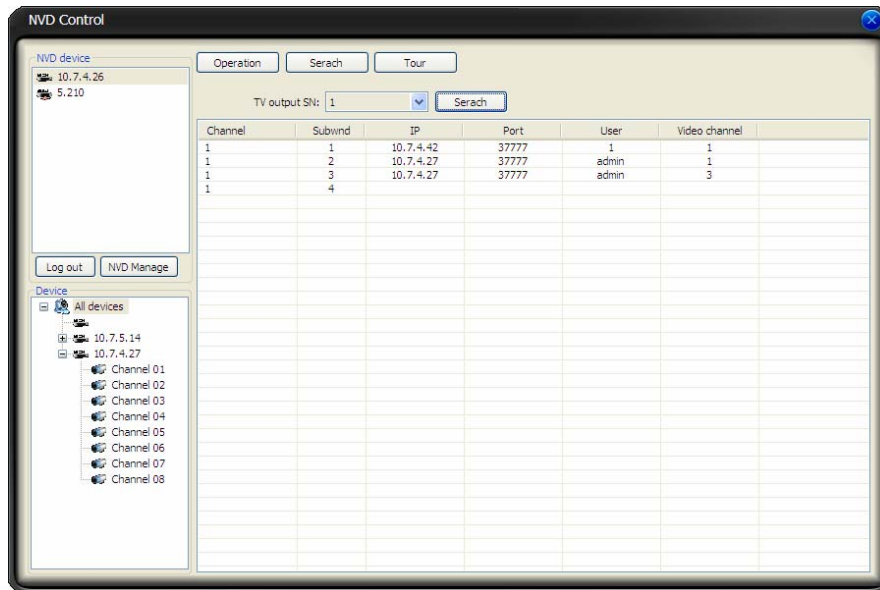 NVD Control
NVD device
10.7.4.26
5.210
Log out NVD Manage
Device
All devices
10.7.5.14
10.7.4.27
Channel 01
Channel 02
Channel 03
Channel 04
Channel 05
Channel 06
Channel 07
Channel 08
Operation Serach Tour
TV output SN: 1 Serach
Channel Subwnd IP Port User Video channel
1 1 10.7.4.42 37777 1 1
1 2 10.7.4.27 37777 admin 1
1 3 10.7.4.27 37777 admin 3
1 4